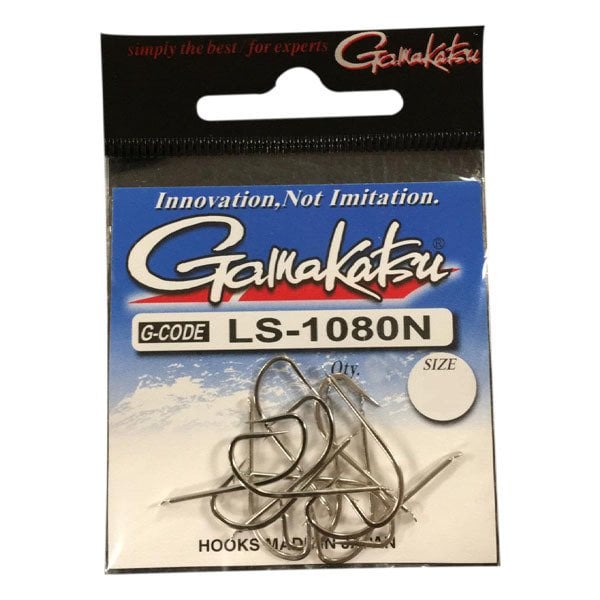 simply the best / for experts
Gamakatsu
Innovation,Not Imitation.
Gamakatsu®
G-CODE LS-1080N
Qty.
SIZE
HOOKS MADE IN JAPAN